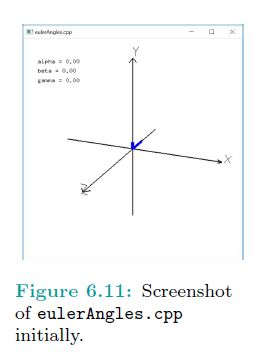 eulerAngles.cpp
alpha = 0.00
beta = 0.00
gamma = 0.00
Y
X
Z
Figure 6.11: Screenshot
of eulerAngles.cpp
initially.